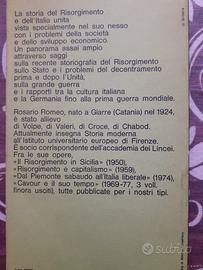 La storia del Risorgimento
e dell'Italia unita
vista specialmente nel suo nesso
con i problemi della società
e dello sviluppo economico.
Un panorama assai ampio
attraverso saggi
sulla recente storiografia del Risorgimento
sullo Stato e i problemi del decentramento
prima e dopo l'Unità,
sulla grande guerra
e i rapporti fra la cultura italiana
e la Germania fino alla prima guerra mondiale.
Rosario Romeo, nato a Giarre (Catania) nel 1924,
è stato allievo
di Volpe, di Valeri, di Croce, di Chabod.
Attualmente insegna Storia moderna
all'Istituto universitario europeo di Firenze.
È socio corrispondente dell'accademia dei Lincei.
Fra le sue opere,
«Il Risorgimento in Sicilia» (1950),
«Risorgimento e capitalismo» (1959),
«Dal Piemonte sabaudo all'Italia liberale» (1974),
«Cavour e il suo tempo» (1969-77, 3 voll.
finora usciti), tutte pubblicate per i nostri tipi.
subito